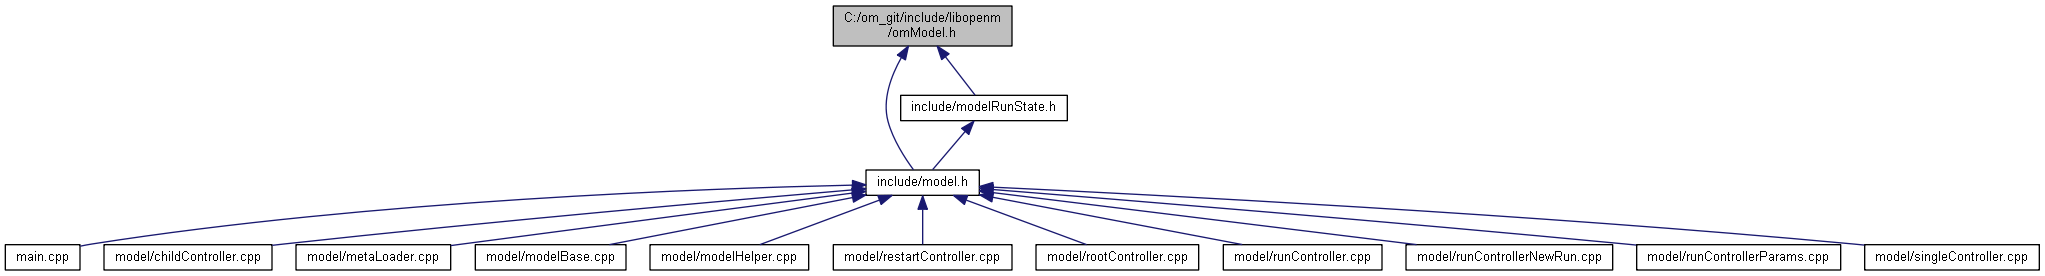 C:/om_git/include/libopenm
/omModel.h
include/modelRunState.h
include/model.h
main.cpp
model/childController.cpp
model/metaLoader.cpp
model/modelBase.cpp
model/modelHelper.cpp
model/restartController.cpp
model/rootController.cpp
model/runController.cpp
model/runControllerNewRun.cpp
model/runControllerParams.cpp
model/singleController.cpp